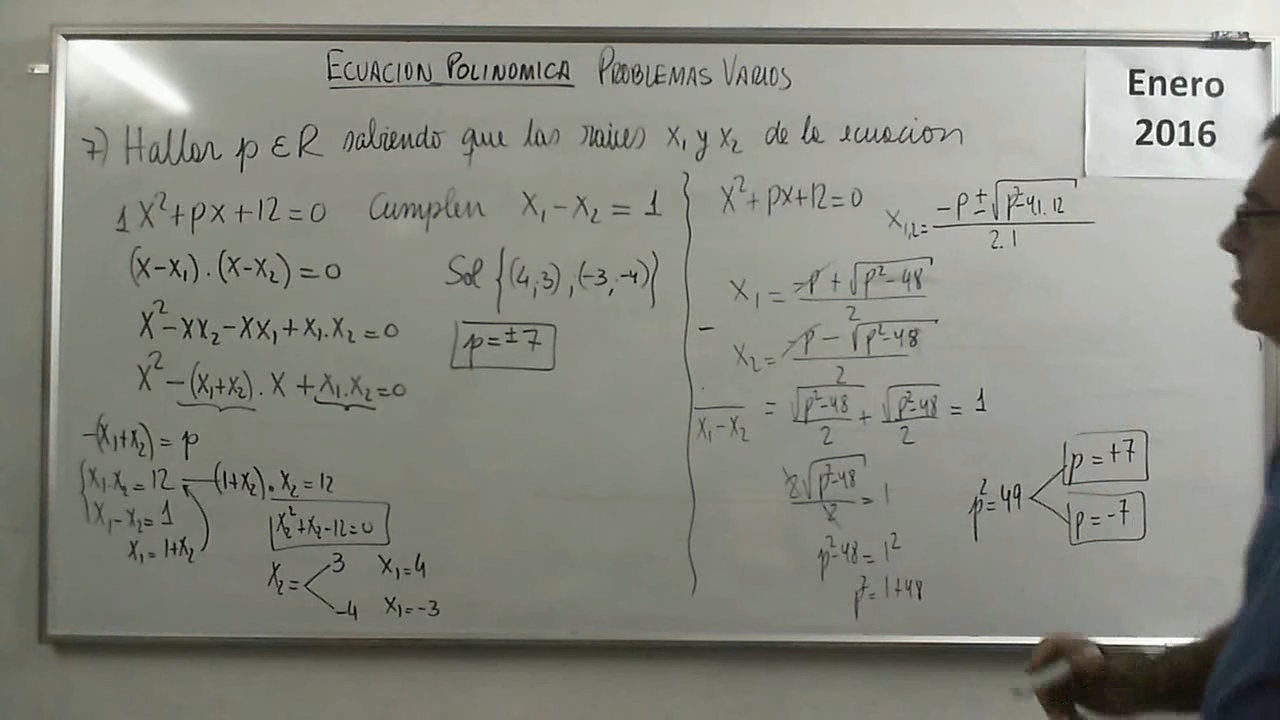 ECUACION POLINOMICA PROBLEMAS VARIOS
Enero
2016
7) Hallar p ∈ R sabiendo que las raices x₁ y x₂ de la ecuacion
1x²+px+12=0 Cumplen x₁-x₂=1
(x-x₁).(x-x₂)=0
x²-xx₂-xx₁+x₁.x₂=0
x²-(x₁+x₂).x+x₁.x₂=0
Sol {(4,3),(-3,-4)}
p=±7
-(x₁+x₂)=p
x₁.x₂=12 (1+x₂).x₂=12
x₁-x₂=1
x₁=1+x₂
x₂²+x₂-12=0
x₂= 3 x₁=4
-4 x₁=-3
x²+px+12=0 x₁,₂= (-p±√(p²-4.1.12))/(2.1)
x₁= (-p+√(p²-48))/2
-
x₂= (-p-√(p²-48))/2
x₁-x₂ = √(p²-48)/2 + √(p²-48)/2 = 1
2√(p²-48)/2 = 1
p²-48=1²
p²=1+48
p²=49 p=+7
p=-7